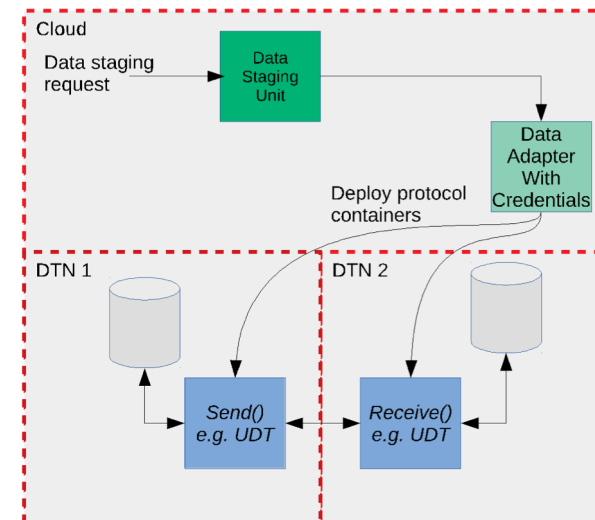 Cloud
Data staging
request
Data
Staging
Unit
Data
Adapter
With
Credentials
Deploy protocol
containers
DTN 1
DTN 2
Send()
e.g. UDT
Receive()
e.g. UDT